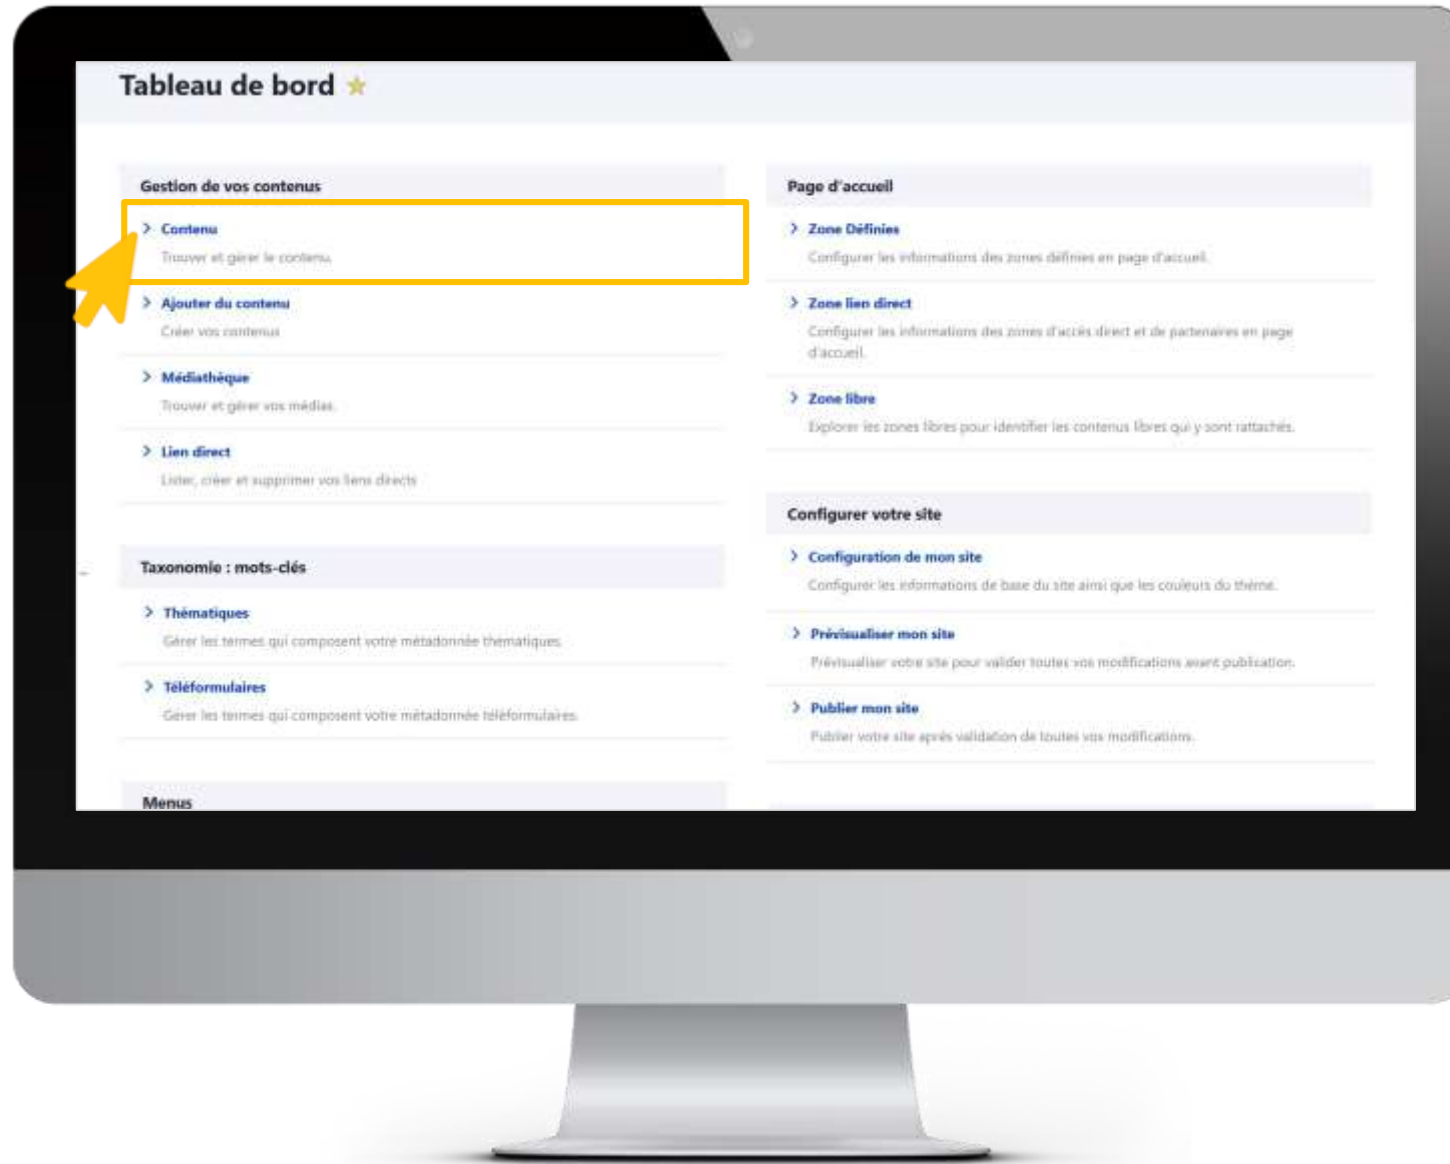 Tableau de bord
Gestion de vos contenus
Contenu
Trouver et gérer le contenu.
Ajouter du contenu
Créer vos contenus
Médiathèque
Trouver et gérer vos médias.
Lien direct
Lister, créer et supprimer vos liens directs
Taxonomie : mots-clés
Thématiques
Gérer les termes qui composent votre métadonnée thématiques.
Téléformulaires
Gérer les termes qui composent votre métadonnée téléformulaires.
Menus
Page d'accueil
Zone Définies
Configurer les informations des zones définies en page d'accueil.
Zone lien direct
Configurer les informations des zones d'accès direct et de partenaires en page
d'accueil.
Zone libre
Explorer les zones libres pour identifier les contenus libres qui y sont rattachés.
Configurer votre site
Configuration de mon site
Configurer les informations de base du site ainsi que les couleurs du thème.
Prévisualiser mon site
Prévisualiser votre site pour valider toutes vos modifications avant publication.
Publier mon site
Publier votre site après validation de toutes vos modifications.